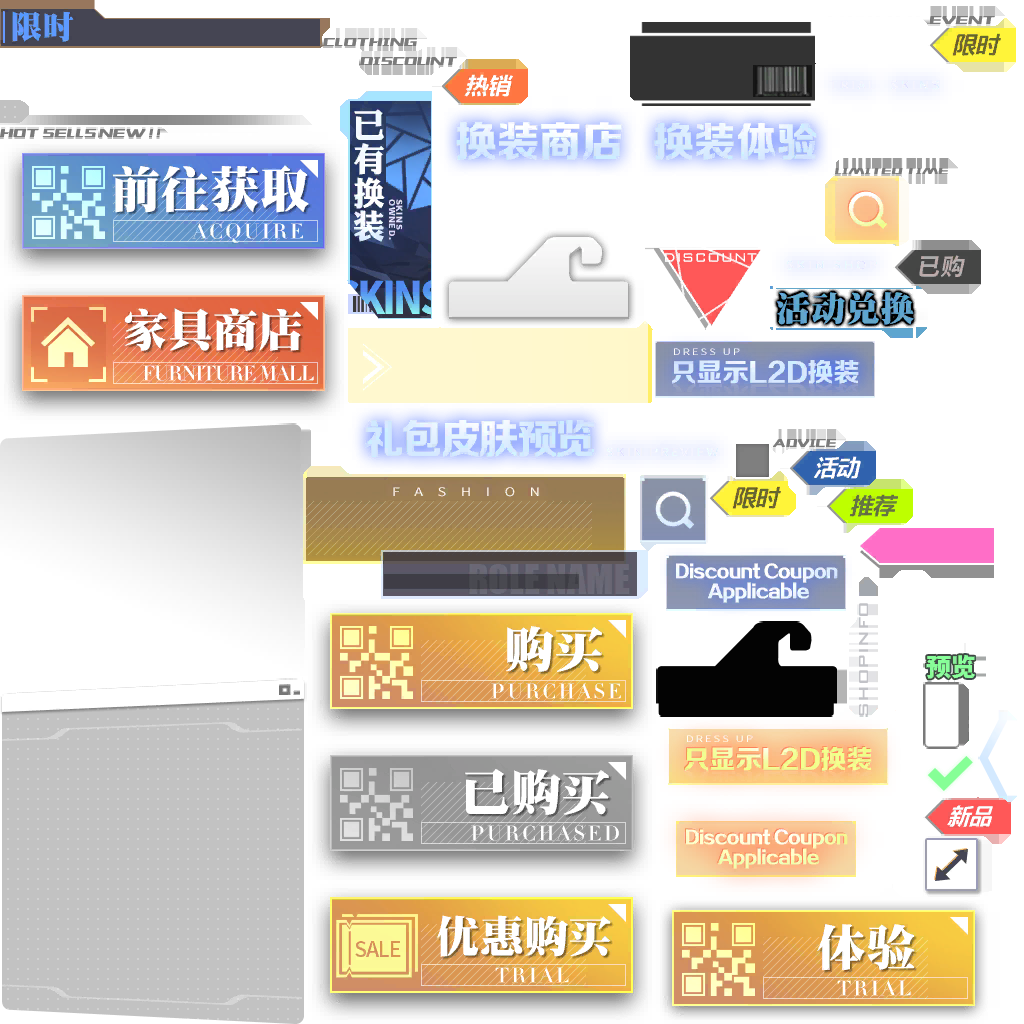 限时
CLOTHING
DISCOUNT
EVENT
限时
热销
HOT SELLSNEW!!
已有换装
SKINS OWNED.
SKINS
换装商店
换装体验
LIMITED TIME
前往获取
ACQUIRE
DISCOUNT
已购
活动兑换
家具商店
FURNITURE MALL
DRESS UP
只显示L2D换装
礼包皮肤预览
ADVICE
活动
限时
推荐
FASHION
ROLE NAME
Discount Coupon
Applicable
购买
PURCHASE
SHOPINFO
预览
DRESS UP
只显示L2D换装
已购买
PURCHASED
新品
Discount Coupon
Applicable
SALE
优惠购买
TRIAL
体验
TRIAL